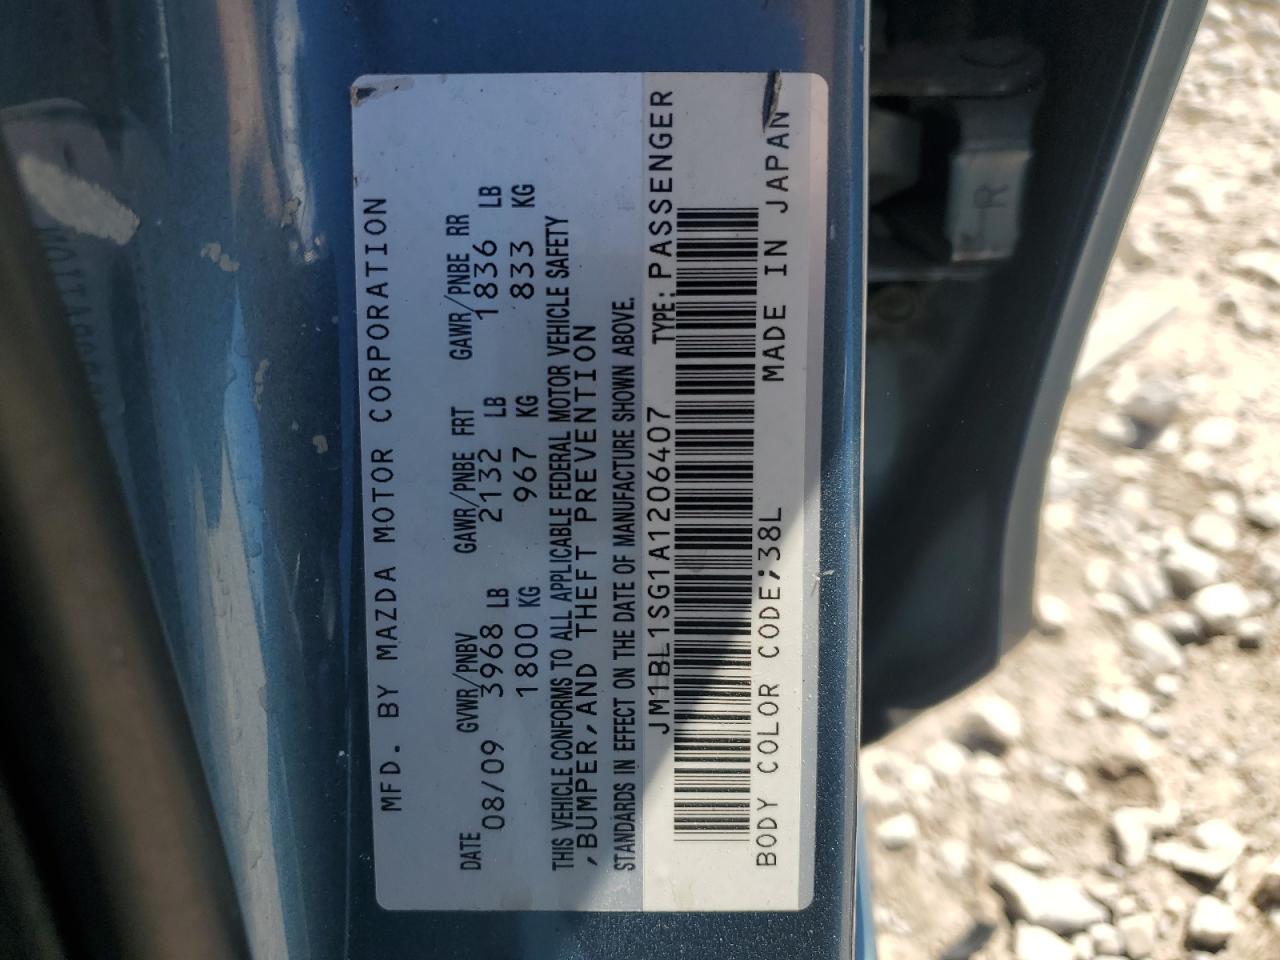 MFD. BY MAZDA MOTOR CORPORATION
DATE GVWR/PNBV GAWR/PNBE FRT GAWR/PNBE RR
08/09 3968 LB 2132 LB 1836 LB
1800 KG 967 KG 833 KG
THIS VEHICLE CONFORMS TO ALL APPLICABLE FEDERAL MOTOR VEHICLE SAFETY
,BUMPER,AND THEFT PREVENTION
STANDARDS IN EFFECT ON THE DATE OF MANUFACTURE SHOWN ABOVE.
JM1BL1SG1A1206407 TYPE: PASSENGER
BODY COLOR CODE;38L MADE IN JAPAN
R